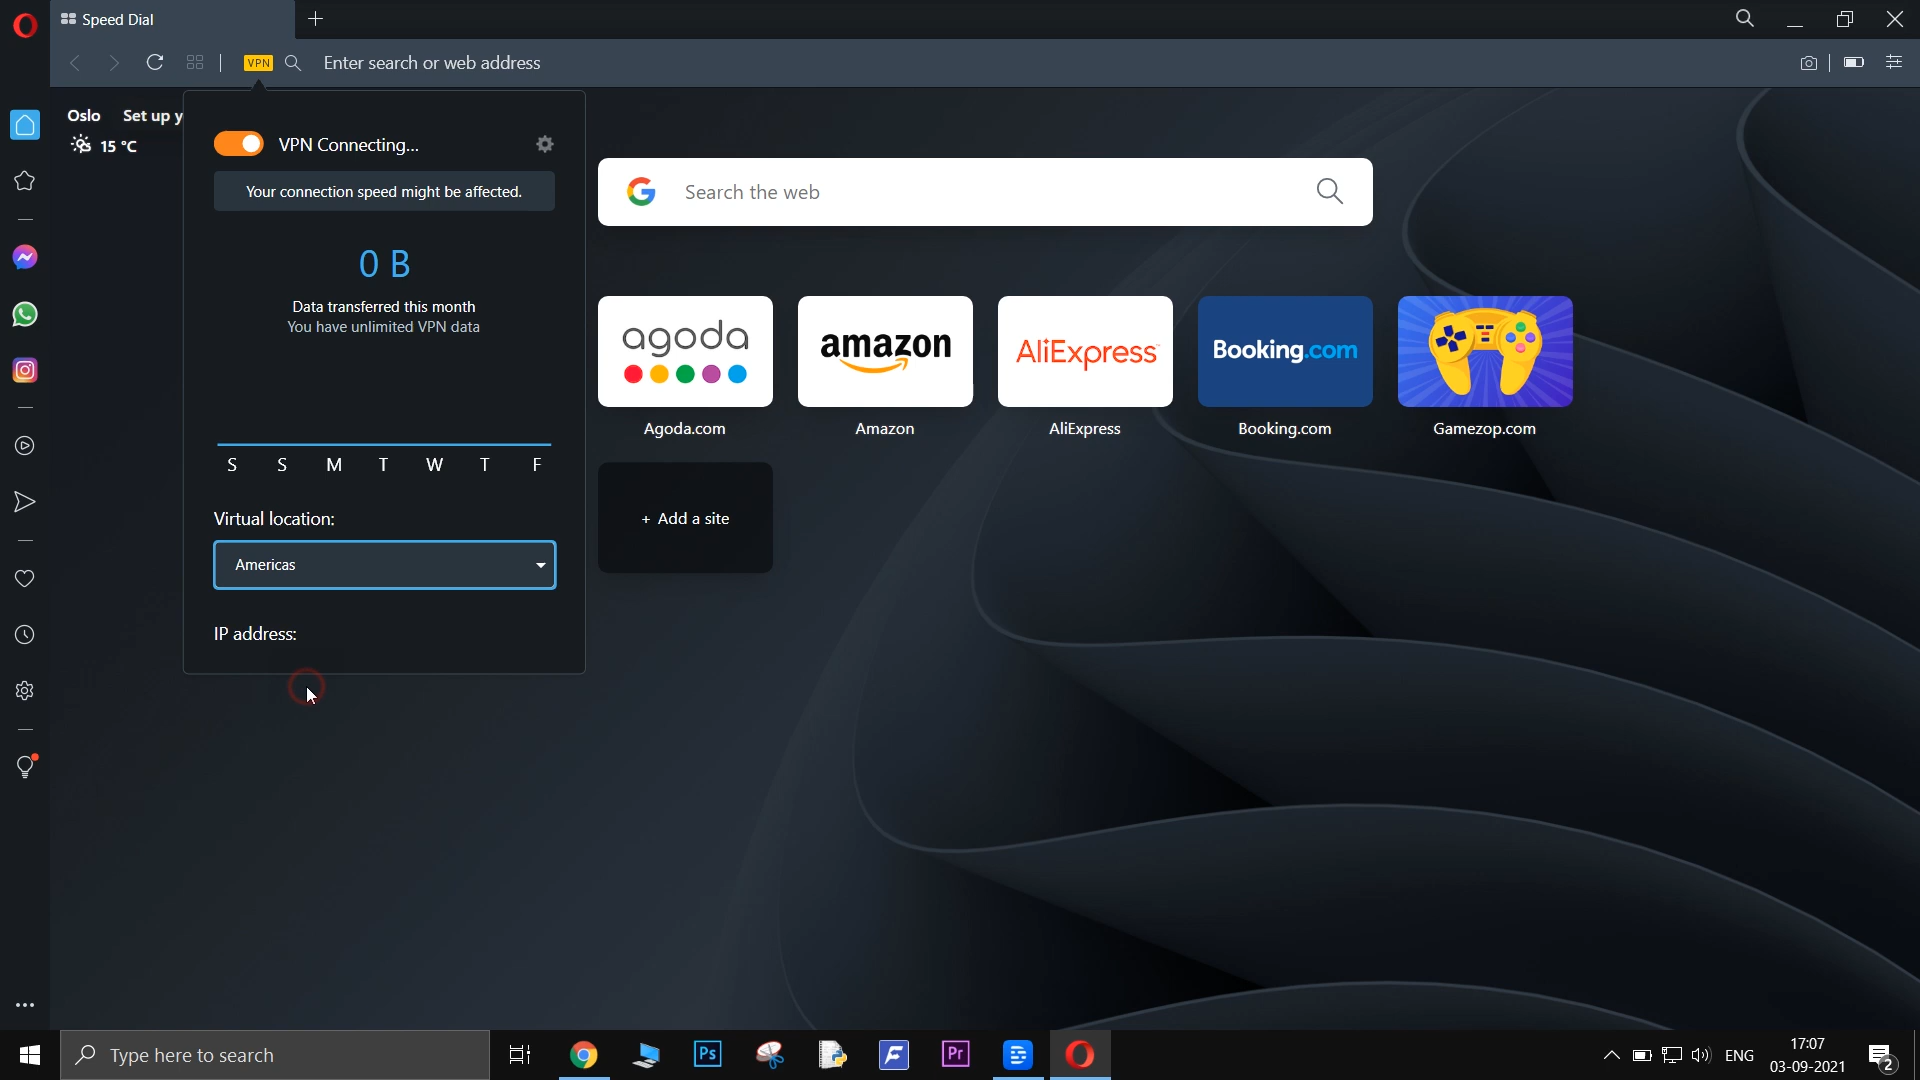 Speed Dial
VPN
Enter search or web address
Oslo Set up y
15 °C
VPN Connecting...
Your connection speed might be affected.
0 B
Data transferred this month
You have unlimited VPN data
S S M T W T F
Virtual location:
Americas
IP address:
Search the web
agoda
amazon
AliExpress
Booking.com
Agoda.com
Amazon
AliExpress
Booking.com
Gamezop.com
+ Add a site
Type here to search
Ps
Pr
ENG
17:07
03-09-2021
2